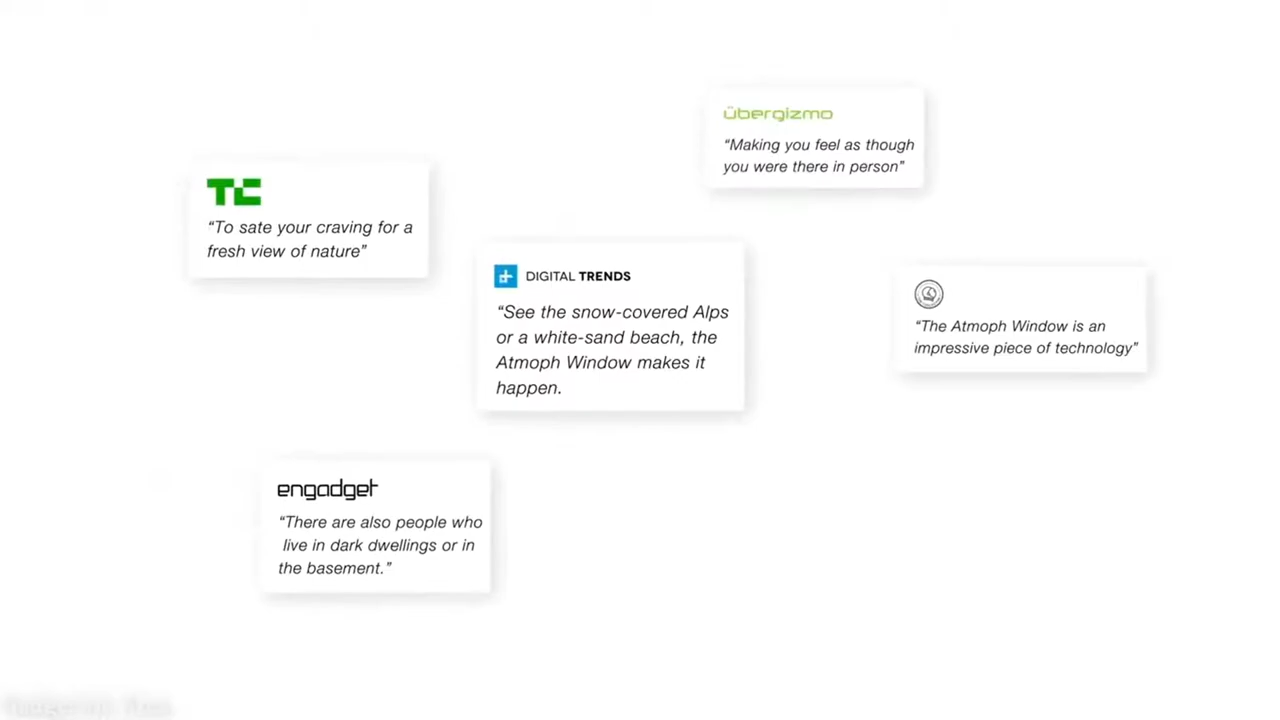 übergizmo
“Making you feel as though
you were there in person”
TC
“To sate your craving for a
fresh view of nature”
DIGITAL TRENDS
“See the snow-covered Alps
or a white-sand beach, the
Atmoph Window makes it
happen.
“The Atmoph Window is an
impressive piece of technology”
engadget
“There are also people who
live in dark dwellings or in
the basement.”